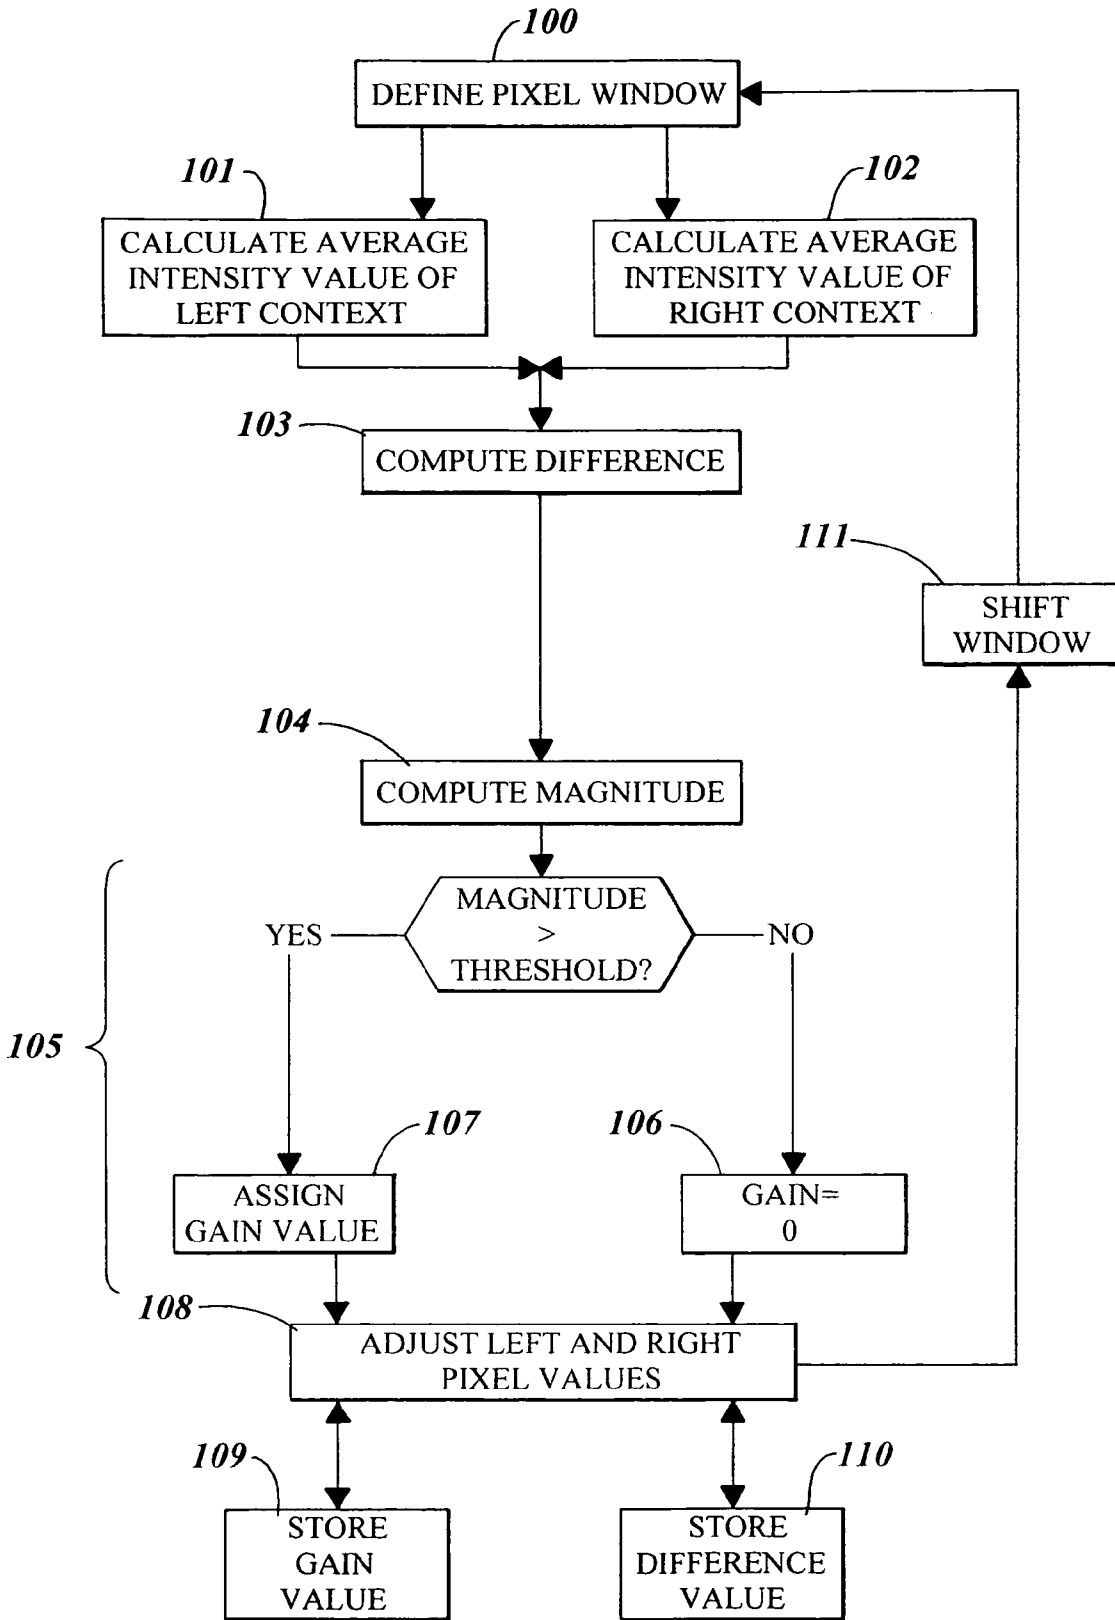 100
DEFINE PIXEL WINDOW
101
102
CALCULATE AVERAGE
INTENSITY VALUE OF
LEFT CONTEXT
CALCULATE AVERAGE
INTENSITY VALUE OF
RIGHT CONTEXT
103
COMPUTE DIFFERENCE
111
SHIFT
WINDOW
104
COMPUTE MAGNITUDE
MAGNITUDE
>
THRESHOLD?
YES
NO
105
107
106
ASSIGN
GAIN VALUE
GAIN=
0
108
ADJUST LEFT AND RIGHT
PIXEL VALUES
109
110
STORE
GAIN
VALUE
STORE
DIFFERENCE
VALUE